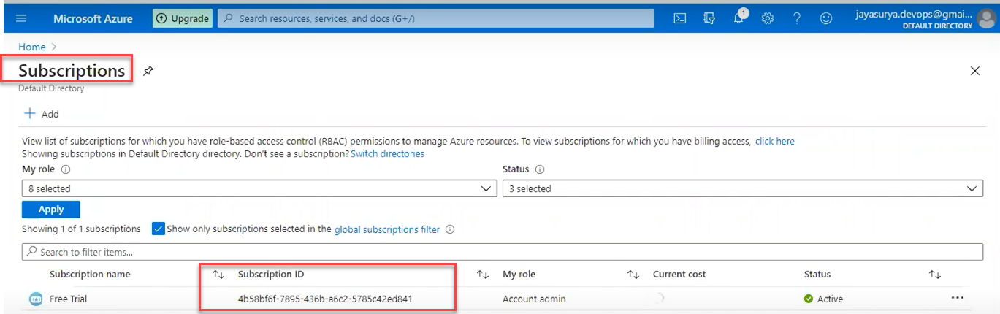 Microsoft Azure
Upgrade
Search resources, services, and docs (G+/)
1
jayasurya.devops@gmai...
DEFAULT DIRECTORY
Home >
Subscriptions
Default Directory
+ Add
View list of subscriptions for which you have role-based access control (RBAC) permissions to manage Azure resources. To view subscriptions for which you have billing access, click here
Showing subscriptions in Default Directory directory. Don't see a subscription? Switch directories
My role
Status
8 selected
3 selected
Apply
Showing 1 of 1 subscriptions
Show only subscriptions selected in the global subscriptions filter
Search to filter items...
Subscription name Subscription ID My role Current cost Status
Free Trial 4b58bf6f-7895-436b-a6c2-5785c42ed841 Account admin Active ...